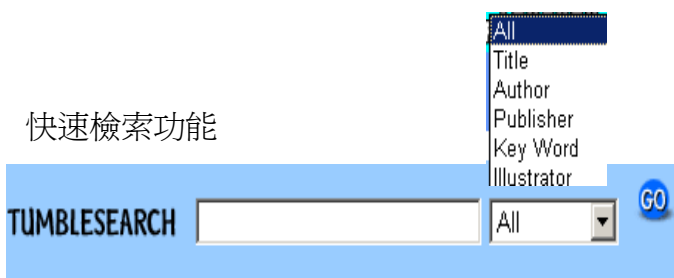 All
Title
Author
Publisher
Key Word
Illustrator
快速檢索功能
TUMBLESEARCH All GO